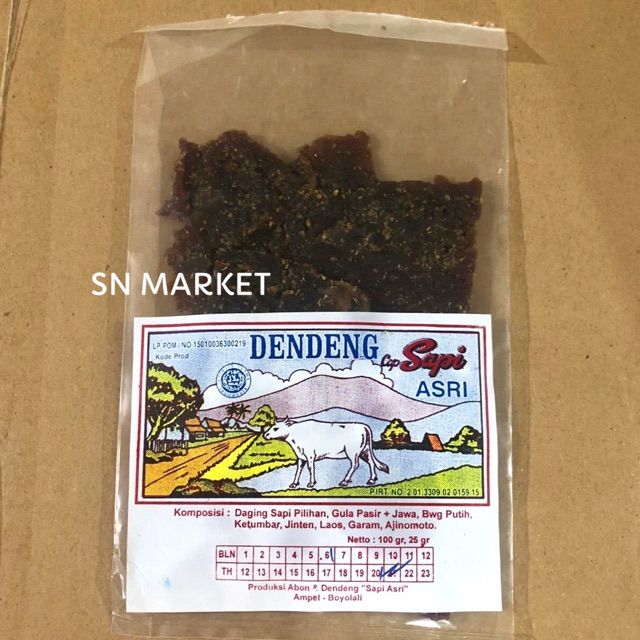 SN MARKET
LP. POM / NO. 15010036300219
Kode Prod
DENDENG Cap Sapi
ASRI
PIRT NO. 2.01.3309.02.0159.15
Komposisi : Daging Sapi Pilihan, Gula Pasir + Jawa, Bwg Putih,
Ketumbar, Jinten, Laos, Garam, Ajinomoto.
Netto : 100 gr, 25 gr
BLN 1 2 3 4 5 6 7 8 9 10 11 12
TH 12 13 14 15 16 17 18 19 20 21 22 23
Produksi Abon & Dendeng "Sapi Asri"
Ampel - Boyolali